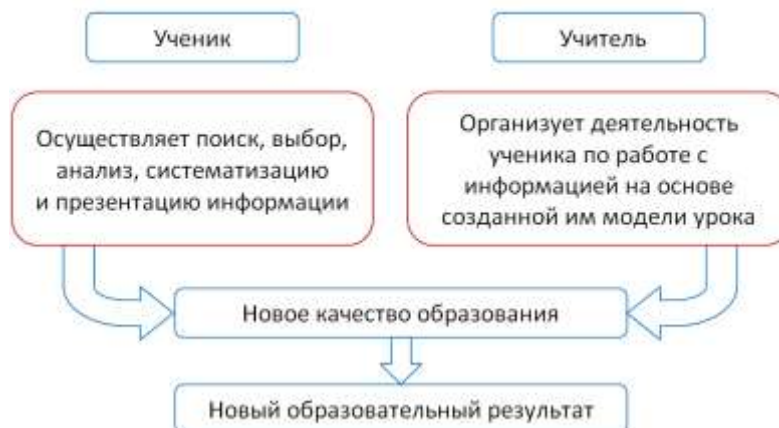 Ученик
Учитель
Осуществляет поиск, выбор,
анализ, систематизацию
и презентацию информации
Организует деятельность
ученика по работе с
информацией на основе
созданной им модели урока
Новое качество образования
Новый образовательный результат